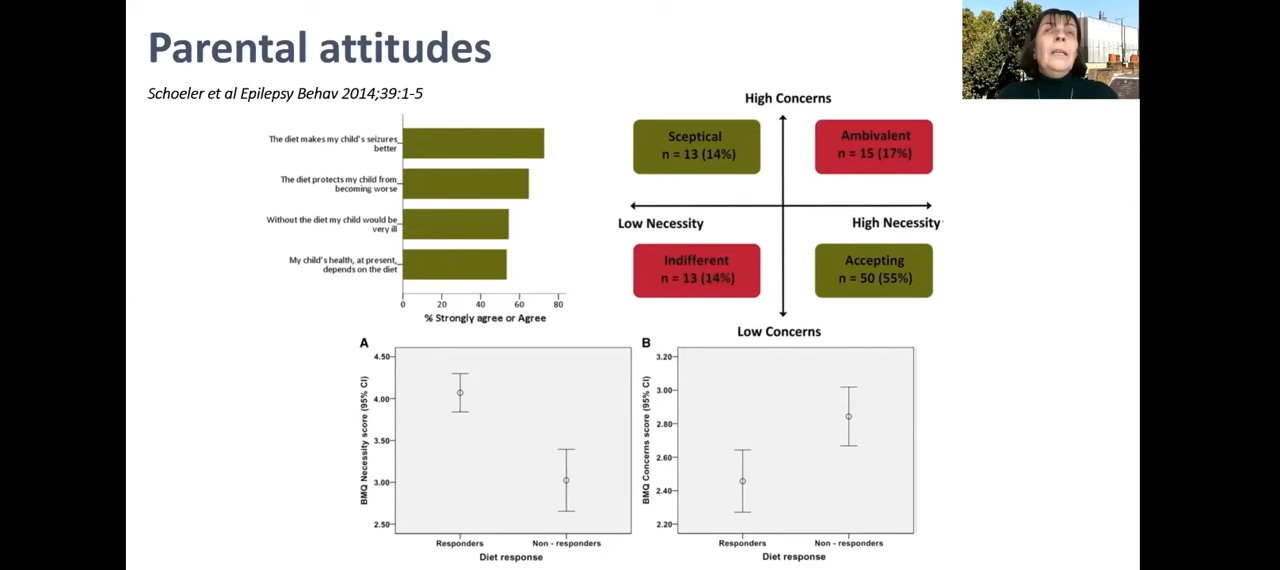 Parental attitudes
Schoeler et al Epilepsy Behav 2014;39:1-5
The diet makes my child's seizures
better
The diet protects my child from
becoming worse
Without the diet my child would be
very ill
My child's health, at present,
depends on the diet
0 20 40 60 80
% Strongly agree or Agree
High Concerns
Sceptical
n = 13 (14%)
Ambivalent
n = 15 (17%)
Low Necessity
High Necessity
Indifferent
n = 13 (14%)
Accepting
n = 50 (55%)
Low Concerns
A
BMQ Necessity score (95% CI)
4.50
4.00
3.50
3.00
2.50
Responders
Non - responders
Diet response
B
BMQ Concerns score (95% CI)
3.20
3.00
2.80
2.60
2.40
2.20
Responders
Non - responders
Diet response